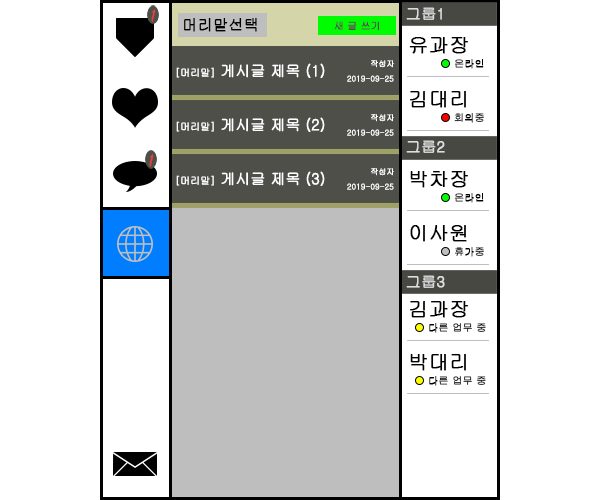 머리말선택
새 글 쓰기
[머리말] 게시글 제목 (1)
작성자
2019-09-25
[머리말] 게시글 제목 (2)
작성자
2019-09-25
[머리말] 게시글 제목 (3)
작성자
2019-09-25
그룹1
유과장
온라인
김대리
회의중
그룹2
박차장
온라인
이사원
휴가중
그룹3
김과장
다른 업무 중
박대리
다른 업무 중